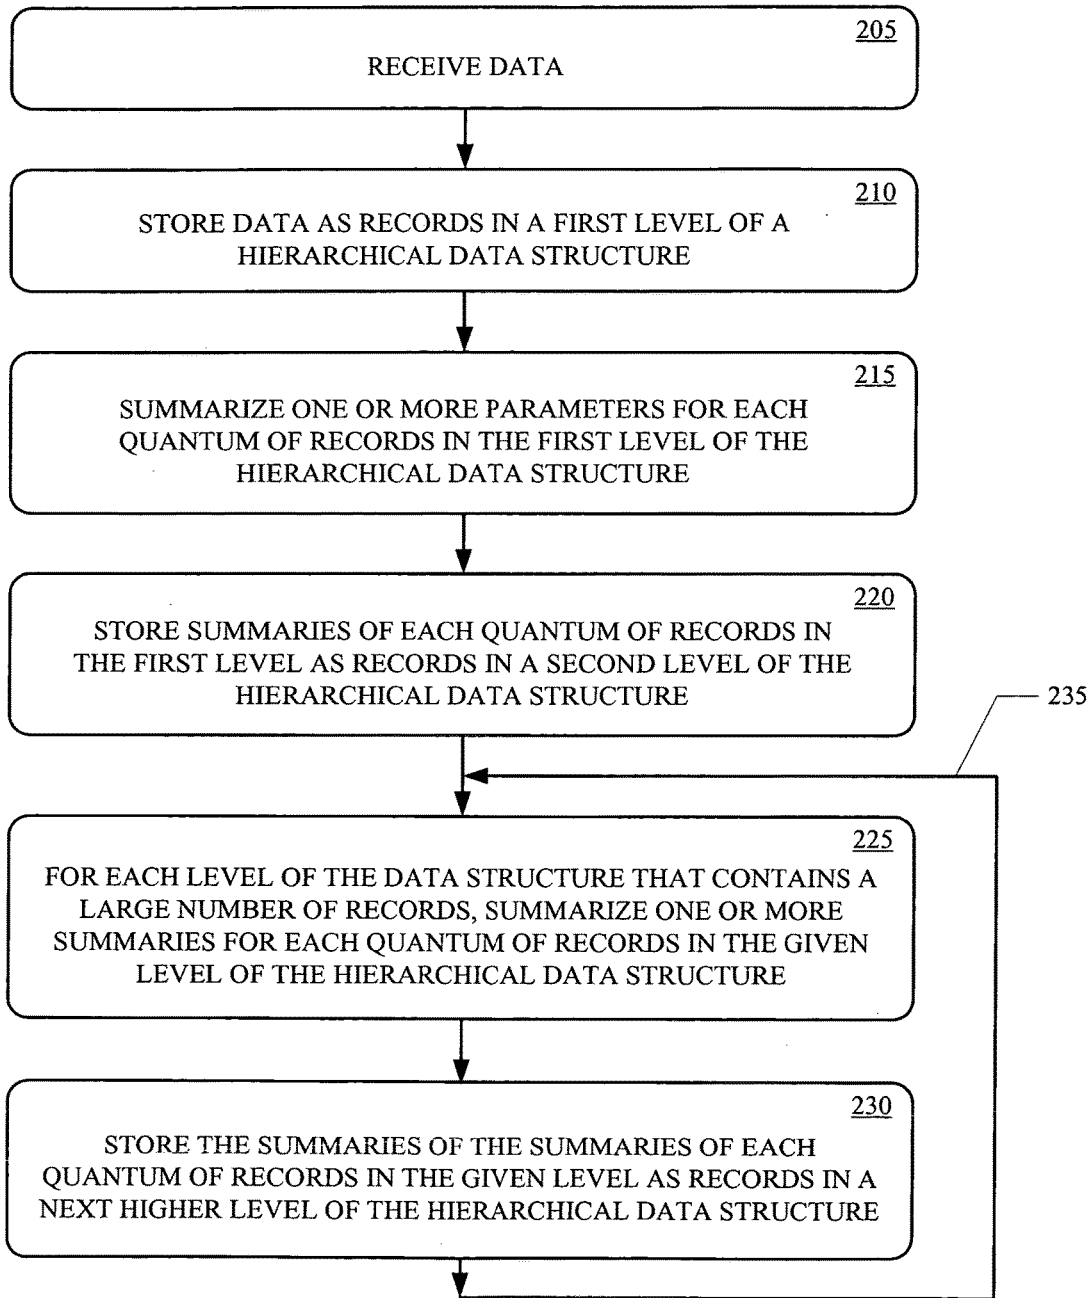 205
RECEIVE DATA
210
STORE DATA AS RECORDS IN A FIRST LEVEL OF A
HIERARCHICAL DATA STRUCTURE
215
SUMMARIZE ONE OR MORE PARAMETERS FOR EACH
QUANTUM OF RECORDS IN THE FIRST LEVEL OF THE
HIERARCHICAL DATA STRUCTURE
220
STORE SUMMARIES OF EACH QUANTUM OF RECORDS IN
THE FIRST LEVEL AS RECORDS IN A SECOND LEVEL OF THE
HIERARCHICAL DATA STRUCTURE
235
225
FOR EACH LEVEL OF THE DATA STRUCTURE THAT CONTAINS A
LARGE NUMBER OF RECORDS, SUMMARIZE ONE OR MORE
SUMMARIES FOR EACH QUANTUM OF RECORDS IN THE GIVEN
LEVEL OF THE HIERARCHICAL DATA STRUCTURE
230
STORE THE SUMMARIES OF THE SUMMARIES OF EACH
QUANTUM OF RECORDS IN THE GIVEN LEVEL AS RECORDS IN A
NEXT HIGHER LEVEL OF THE HIERARCHICAL DATA STRUCTURE